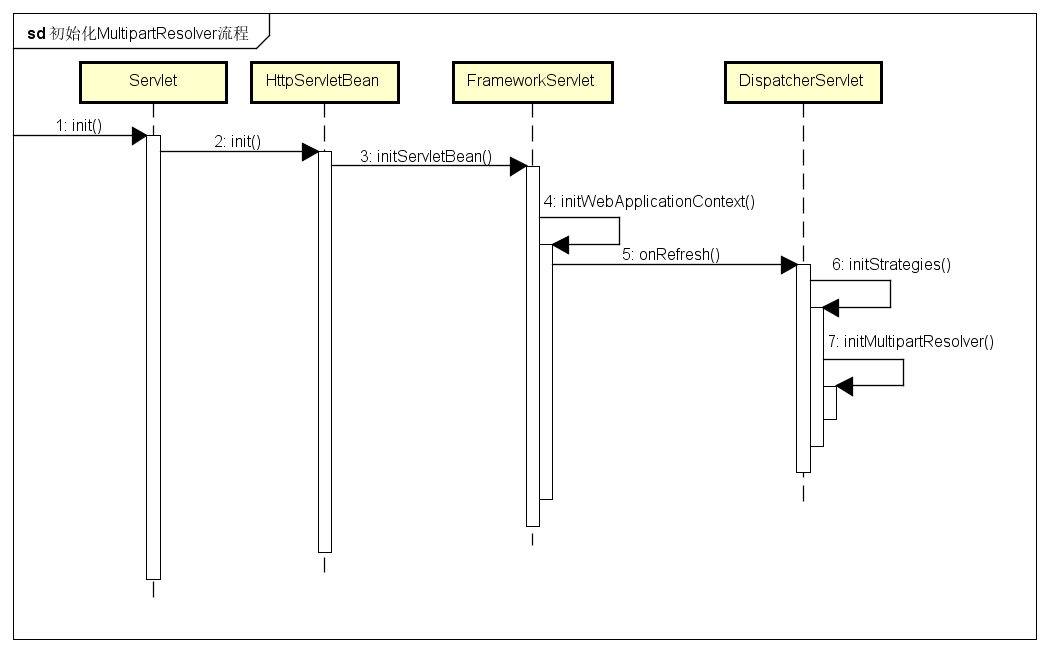 sd 初始化MultipartResolver流程
Servlet
HttpServletBean
FrameworkServlet
DispatcherServlet
1: init()
2: init()
3: initServletBean()
4: initWebApplicationContext()
5: onRefresh()
6: initStrategies()
7: initMultipartResolver()